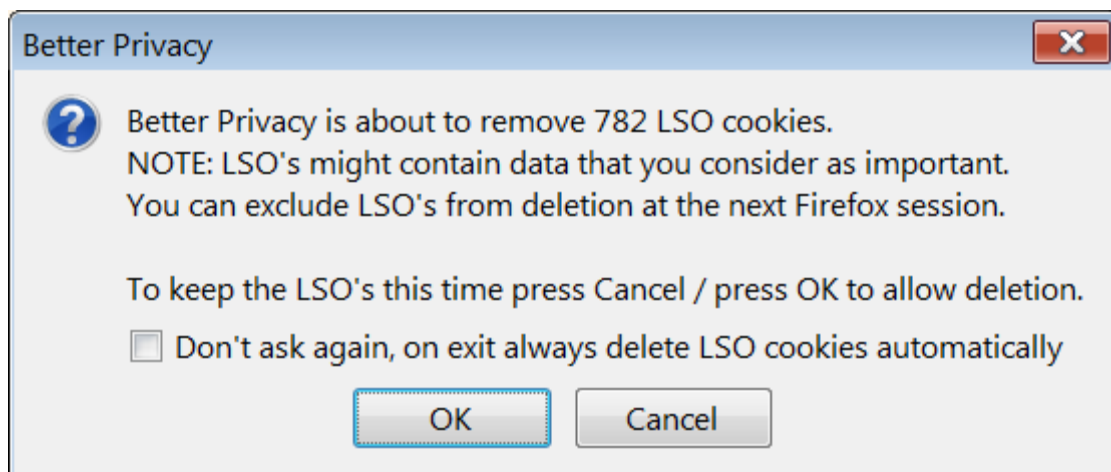 Better Privacy
Better Privacy is about to remove 782 LSO cookies.
NOTE: LSO's might contain data that you consider as important.
You can exclude LSO's from deletion at the next Firefox session.
To keep the LSO's this time press Cancel / press OK to allow deletion.
Don't ask again, on exit always delete LSO cookies automatically
OK Cancel